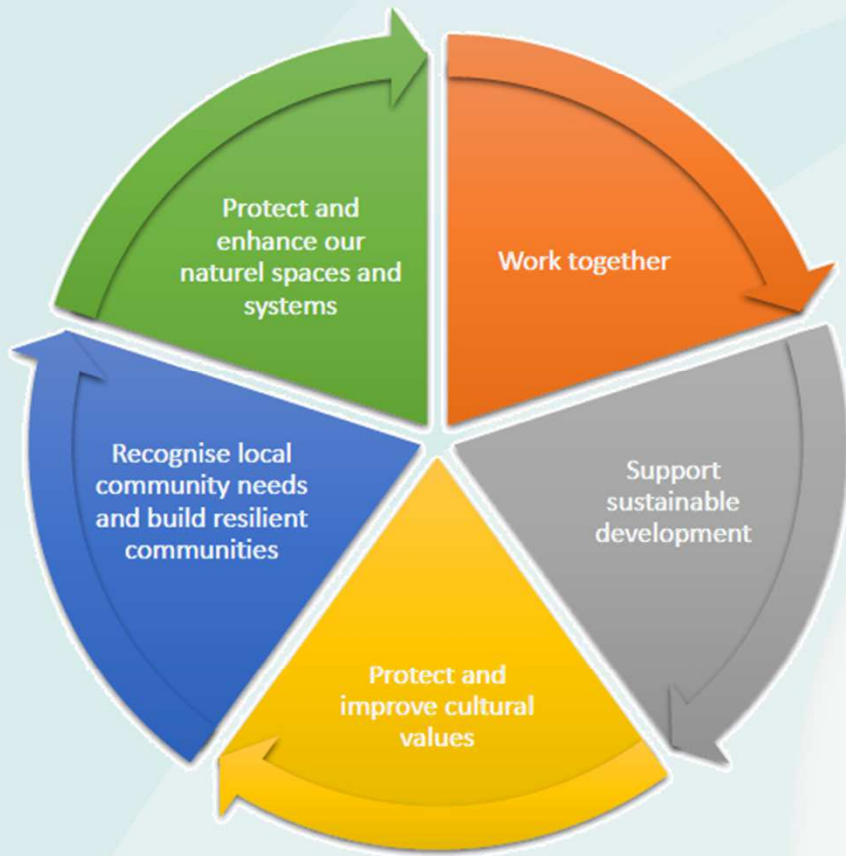 Protect and
enhance our
naturel spaces and
systems
Work together
Support
sustainable
development
Protect and
improve cultural
values
Recognise local
community needs
and build resilient
communities